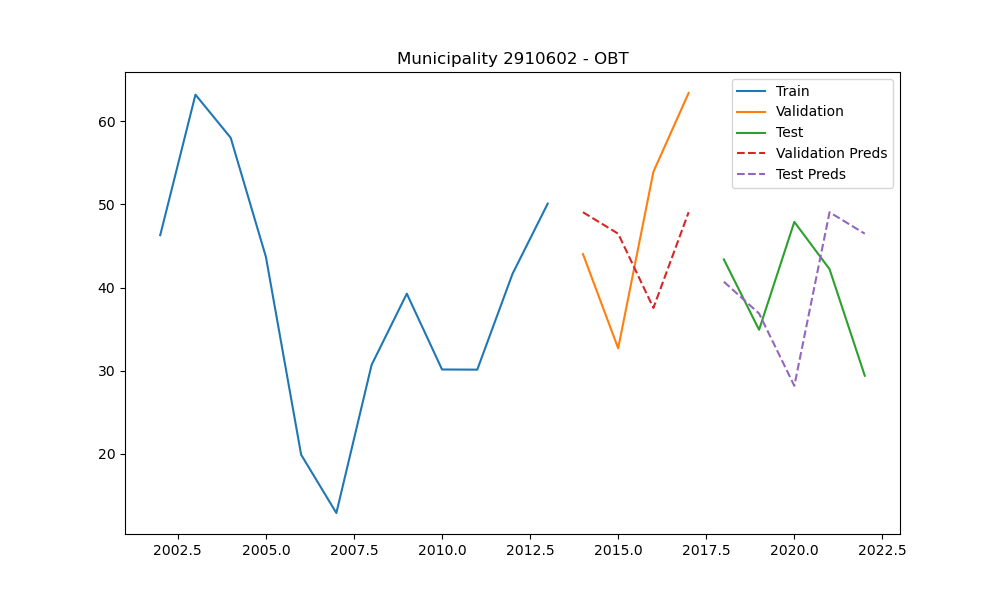 Municipality 2910602 - OBT
Train
Validation
Test
Validation Preds
Test Preds
60
50
40
30
20
2002.5 2005.0 2007.5 2010.0 2012.5 2015.0 2017.5 2020.0 2022.5